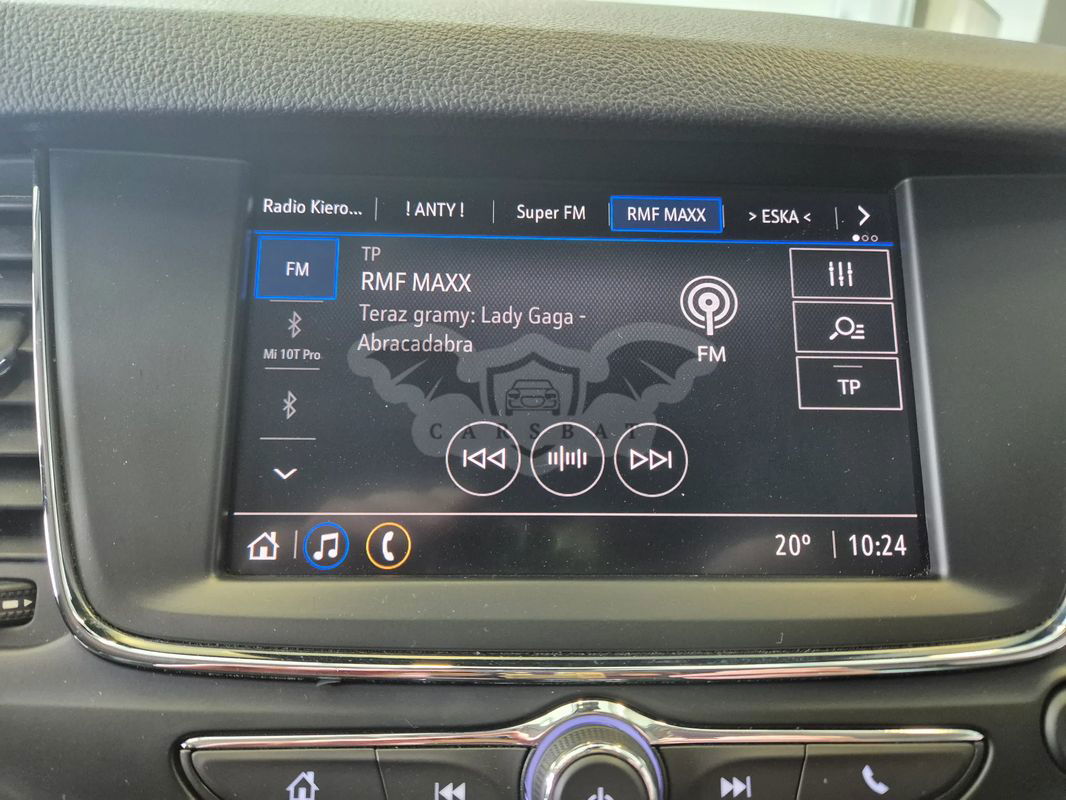 Radio Kiero... ! ANTY ! Super FM RMF MAXX > ESKA <
FM
TP
RMF MAXX
Teraz gramy: Lady Gaga -
Abracadabra
FM
Mi 10T Pro
TP
CARSBAT
20° 10:24